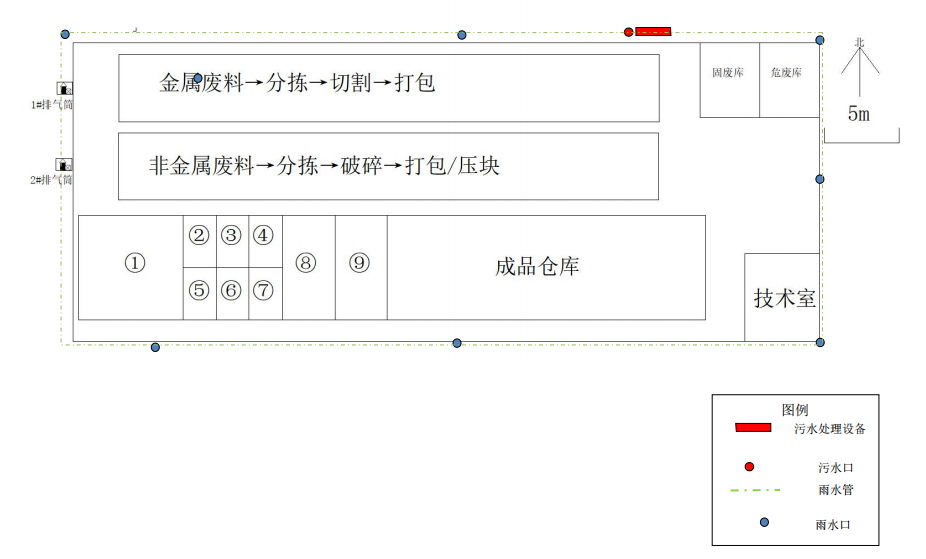 北
5m
固废库
危废库
金属废料→分拣→切割→打包
1#排气筒
非金属废料→分拣→破碎→打包/压块
2#排气筒
①
②
③
④
⑤
⑥
⑦
⑧
⑨
成品仓库
技术室
图例
污水处理设备
污水口
雨水管
雨水口